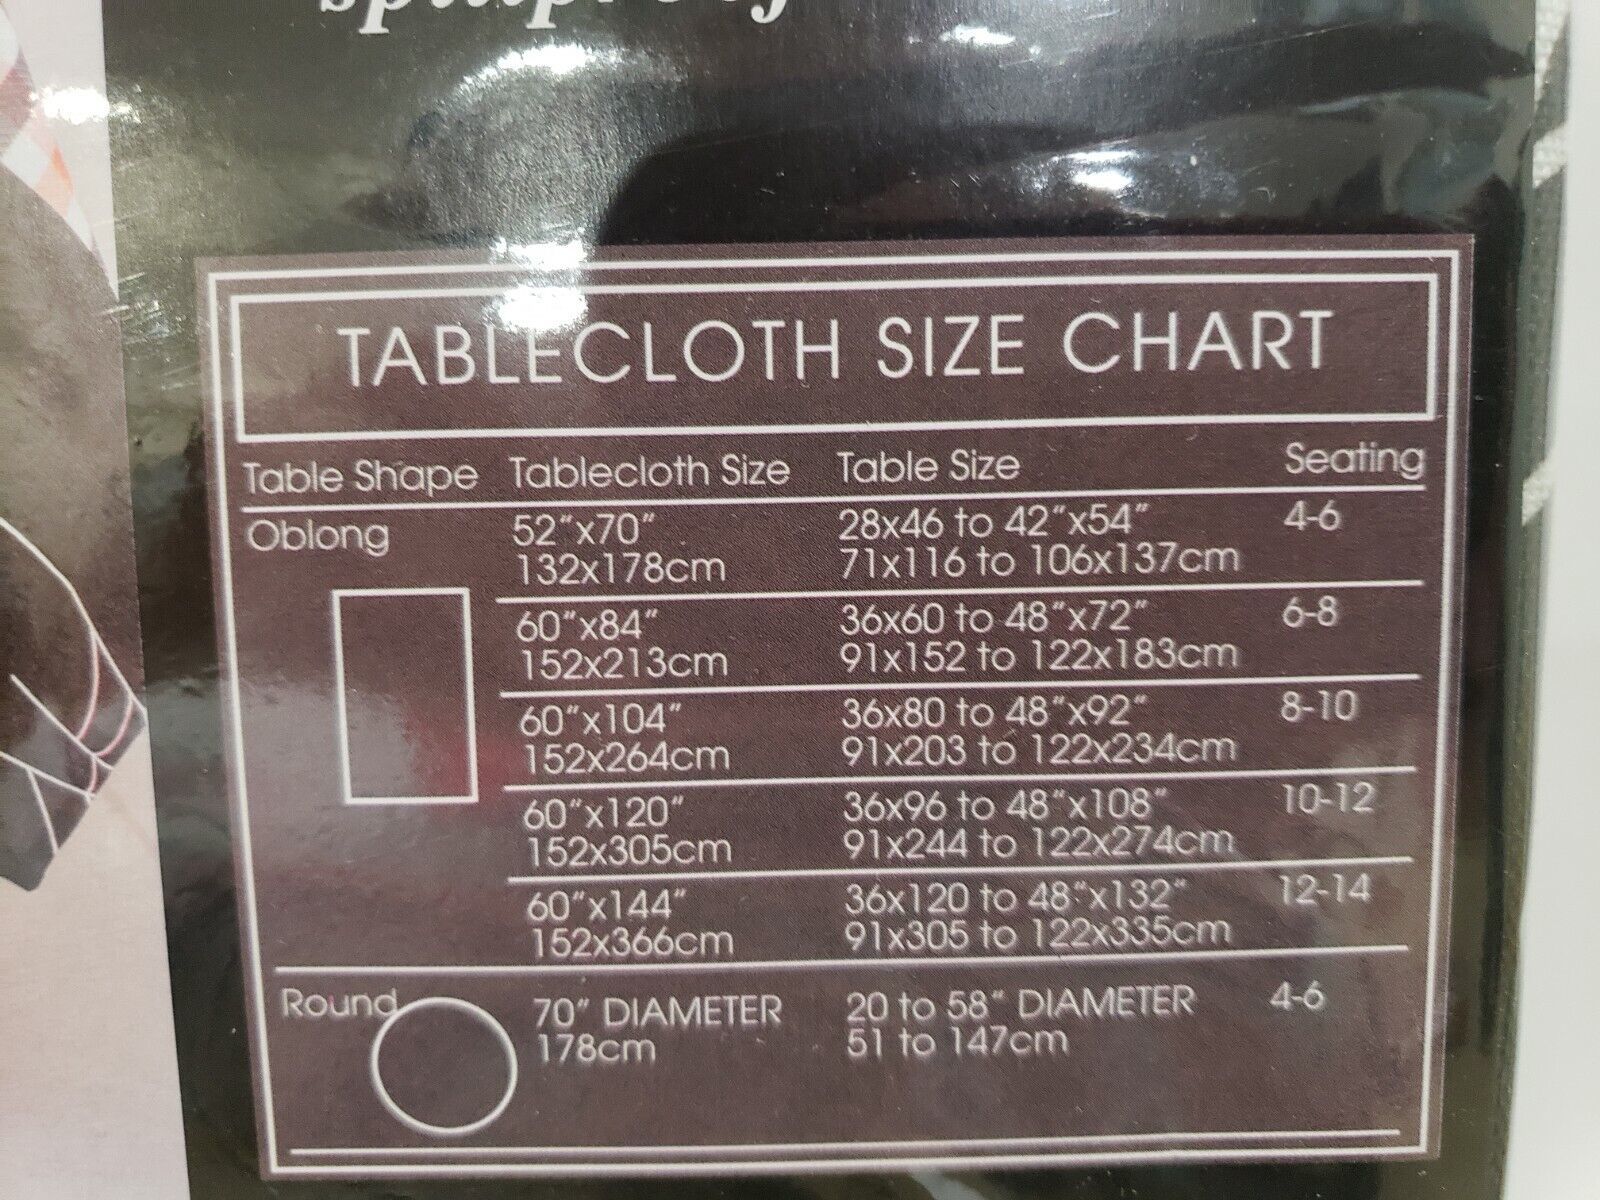 spillproof
TABLECLOTH SIZE CHART
Table Shape Tablecloth Size Table Size Seating
Oblong 52"x70" 28x46 to 42"x54" 4-6
132x178cm 71x116 to 106x137cm
60"x84" 36x60 to 48"x72" 6-8
152x213cm 91x152 to 122x183cm
60"x104" 36x80 to 48"x92" 8-10
152x264cm 91x203 to 122x234cm
60"x120" 36x96 to 48"x108" 10-12
152x305cm 91x244 to 122x274cm
60"x144" 36x120 to 48"x132" 12-14
152x366cm 91x305 to 122x335cm
Round 70" DIAMETER 20 to 58" DIAMETER 4-6
178cm 51 to 147cm